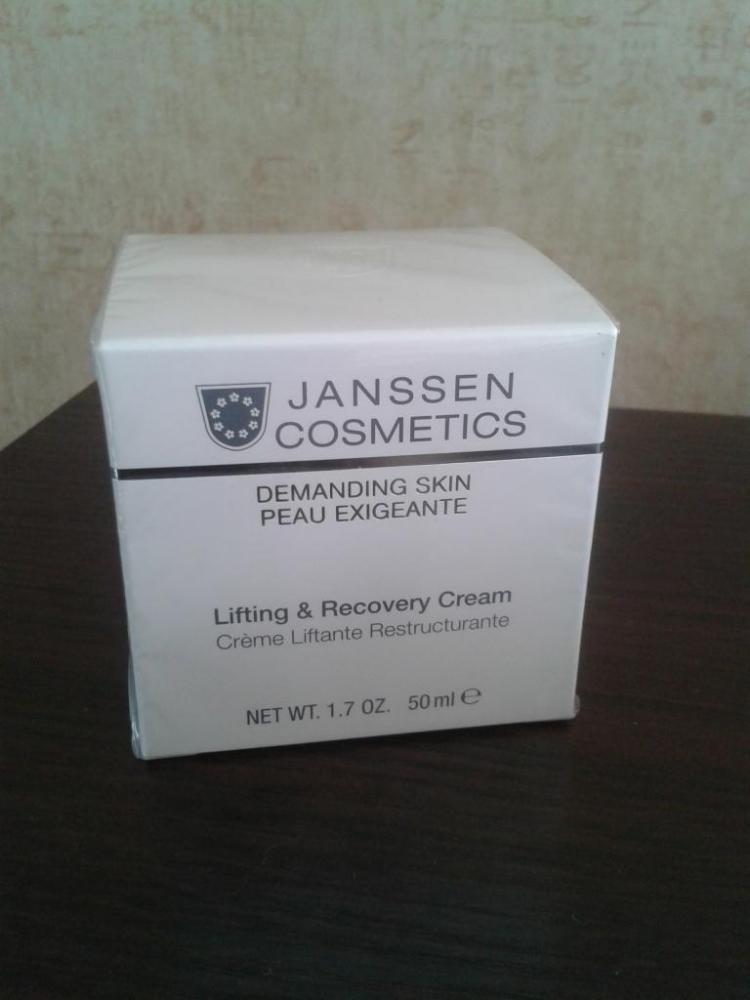 JANSSEN
COSMETICS
DEMANDING SKIN
PEAU EXIGEANTE
Lifting & Recovery Cream
Crème Liftante Restructurante
NET WT. 1.7 OZ. 50 ml ℮